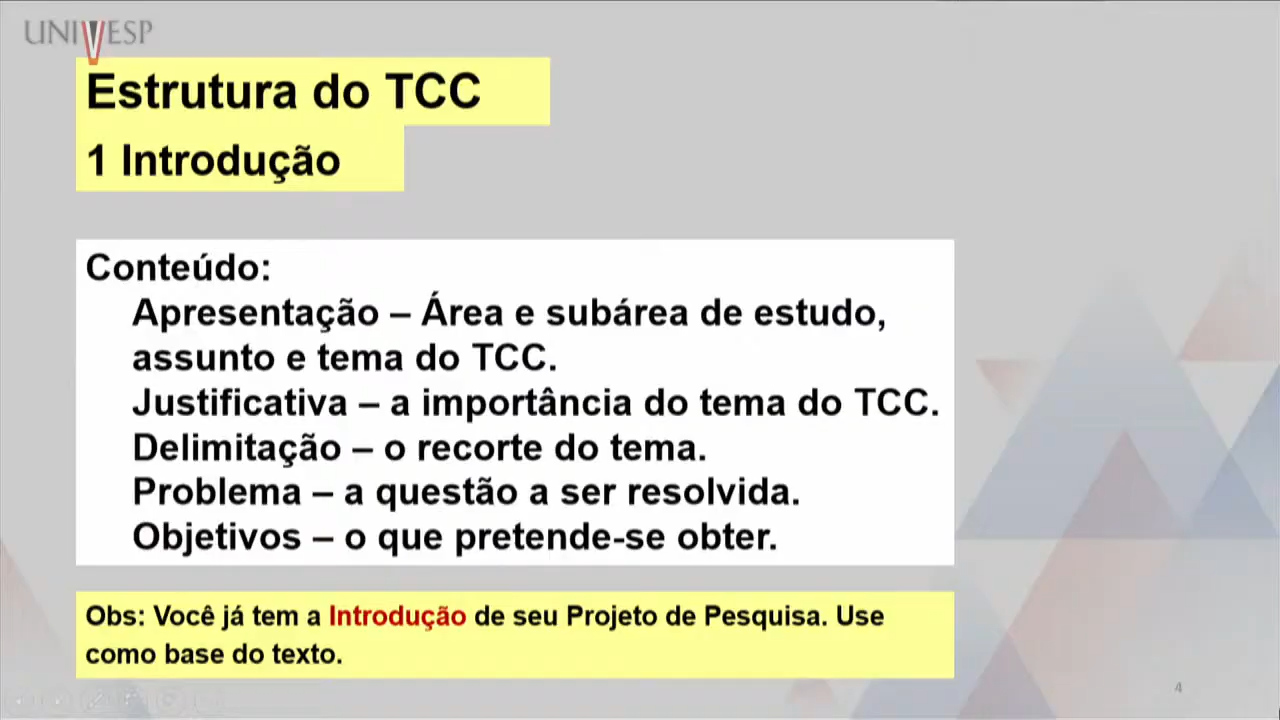 UNIVESP
Estrutura do TCC
1 Introdução
Conteúdo:
Apresentação – Área e subárea de estudo,
assunto e tema do TCC.
Justificativa – a importância do tema do TCC.
Delimitação – o recorte do tema.
Problema – a questão a ser resolvida.
Objetivos – o que pretende-se obter.
Obs: Você já tem a Introdução de seu Projeto de Pesquisa. Use
como base do texto.
4